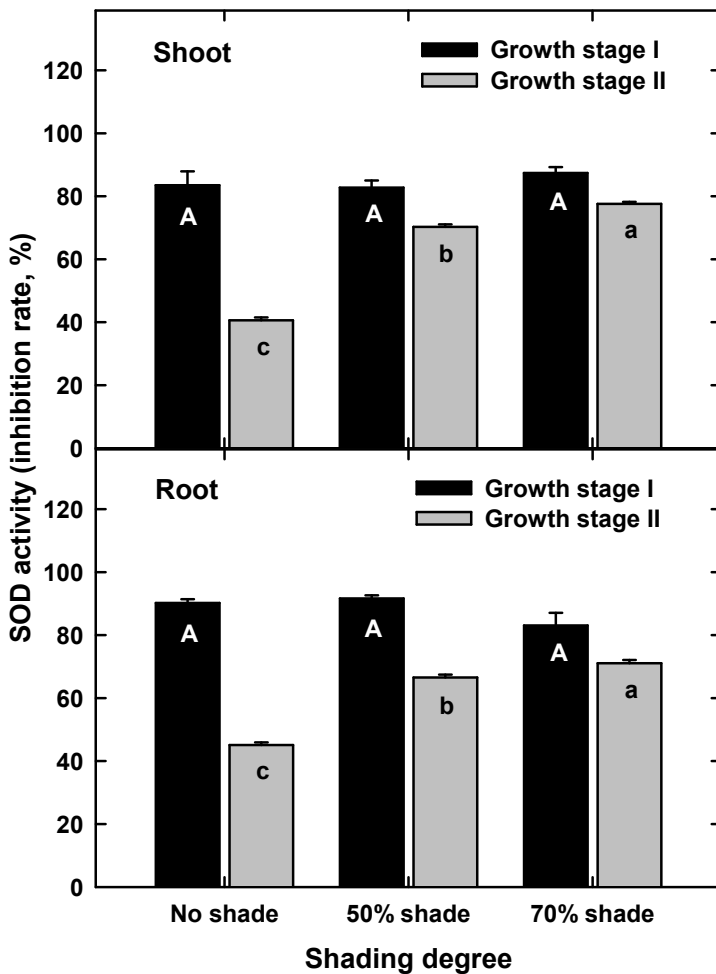 SOD activity (inhibition rate, %)
Shoot
Growth stage I
Growth stage II
120
100
80
60
40
20
0
A
c
A
b
A
a
Root
Growth stage I
Growth stage II
120
100
80
60
40
20
0
A
c
A
b
A
a
No shade 50% shade 70% shade
Shading degree